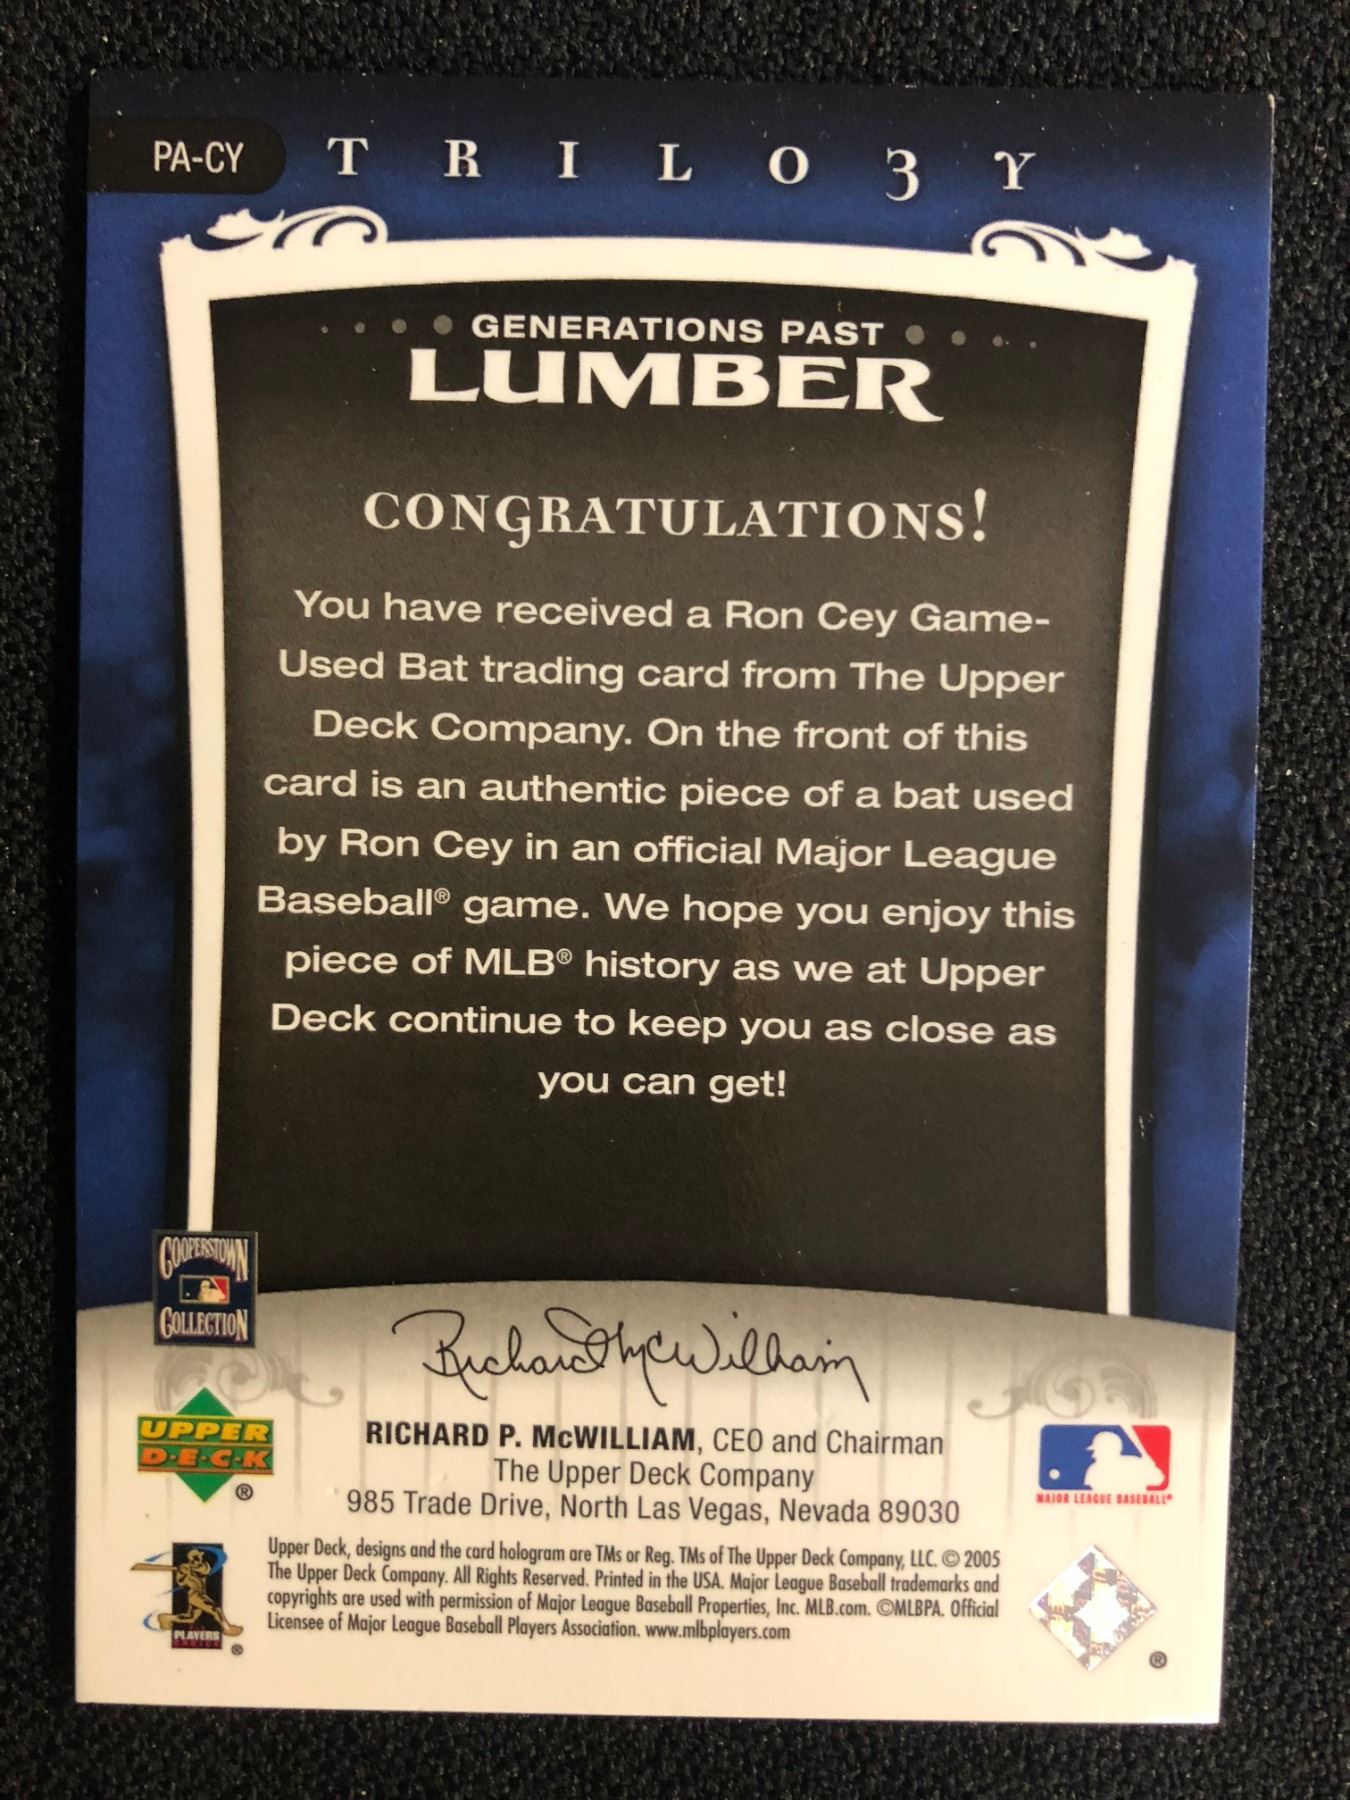 PA-CY
TRILOGY
GENERATIONS PAST
LUMBER
CONGRATULATIONS!
You have received a Ron Cey Game-
Used Bat trading card from The Upper
Deck Company. On the front of this
card is an authentic piece of a bat used
by Ron Cey in an official Major League
Baseball® game. We hope you enjoy this
piece of MLB® history as we at Upper
Deck continue to keep you as close as
you can get!
COOPERSTOWN
COLLECTION
Richard McWilliam
UPPER
D·E·C·K
®
RICHARD P. McWILLIAM, CEO and Chairman
The Upper Deck Company
985 Trade Drive, North Las Vegas, Nevada 89030
MAJOR LEAGUE BASEBALL®
Upper Deck, designs and the card hologram are TMs or Reg. TMs of The Upper Deck Company, LLC. © 2005
The Upper Deck Company. All Rights Reserved. Printed in the USA. Major League Baseball trademarks and
copyrights are used with permission of Major League Baseball Properties, Inc. MLB.com. ©MLBPA. Official
Licensee of Major League Baseball Players Association. www.mlbplayers.com
PLAYERS
CHOICE
®
®